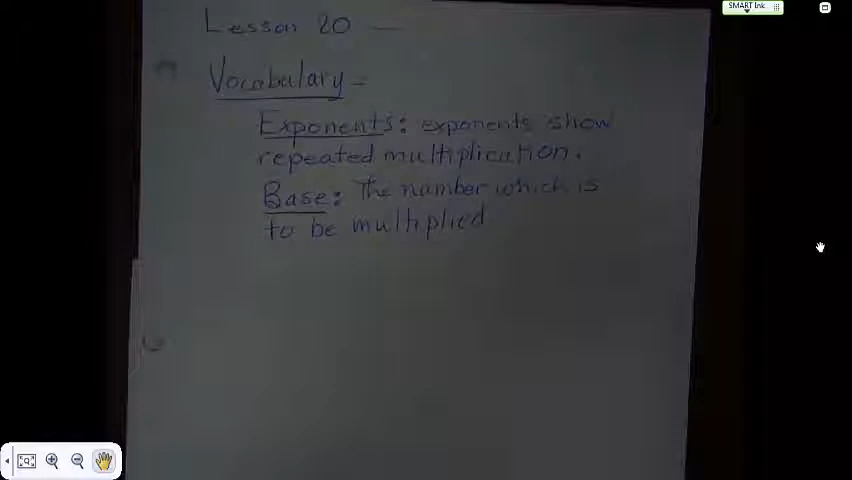 SMART Ink
Lesson 20 —
Vocabulary -
Exponents: exponents show
repeated multiplication.
Base: The number which is
to be multiplied